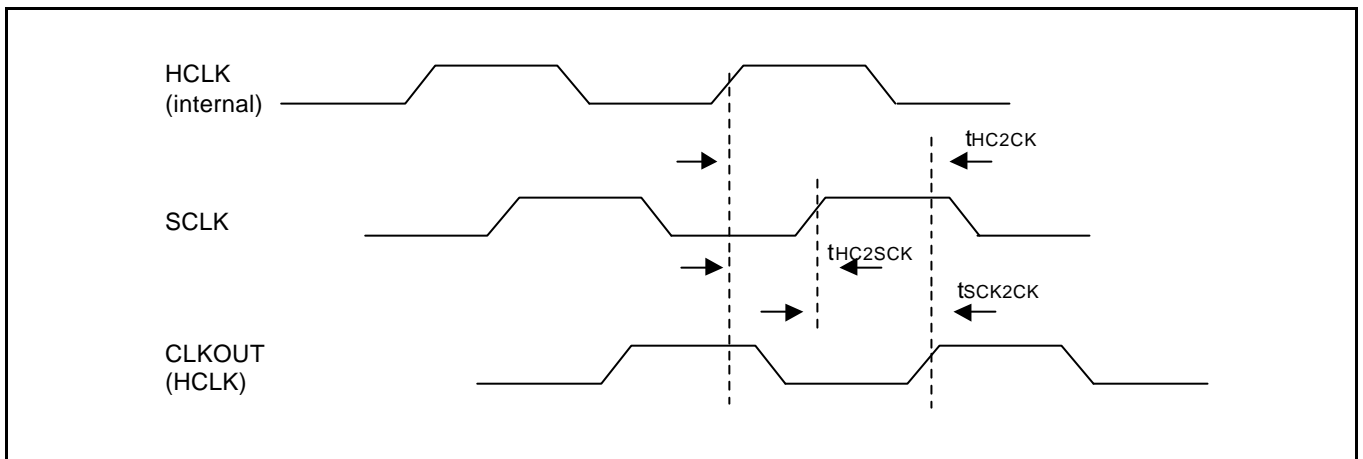 HCLK
(internal)
tHC2CK
SCLK
tHC2SCK
tSCK2CK
CLKOUT
(HCLK)